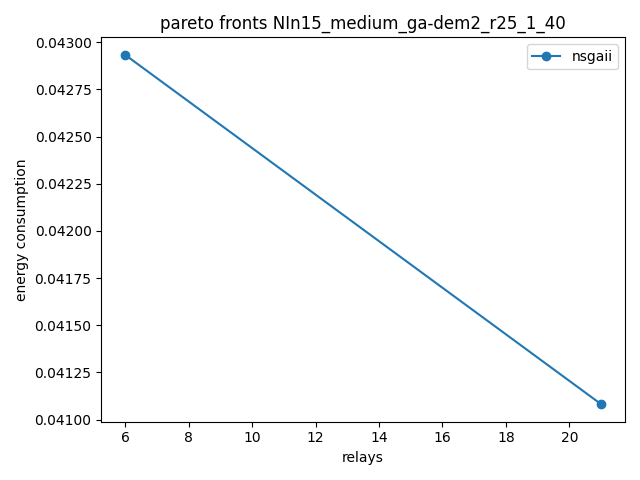 pareto fronts NIn15_medium_ga-dem2_r25_1_40
nsgaii
0.04300
0.04275
0.04250
0.04225
0.04200
0.04175
0.04150
0.04125
0.04100
energy consumption
6 8 10 12 14 16 18 20
relays